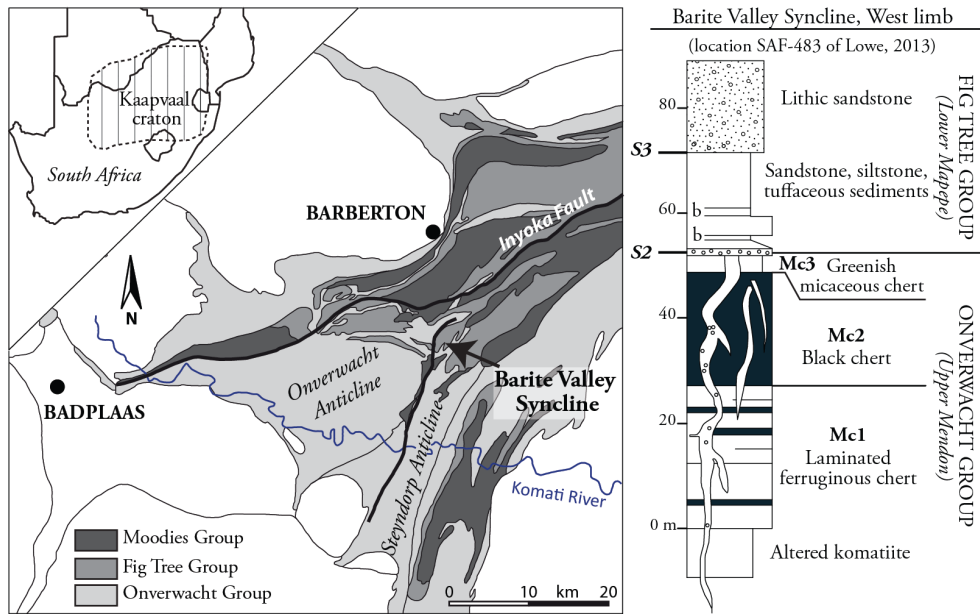 Kaapvaal
craton
South Africa
BARBERTON
Inyoka Fault
N
Onverwacht
Anticline
BADPLAAS
Barite Valley
Syncline
Steyndorp Anticline
Komati River
Moodies Group
Fig Tree Group
Onverwacht Group
0 10 km 20
Barite Valley Syncline, West limb
(location SAF-483 of Lowe, 2013)
80
Lithic sandstone
S3
Sandstone, siltstone,
tuffaceous sediments
60
b
b
S2
Mc3 Greenish
micaceous chert
40
Mc2
Black chert
20
Mc1
Laminated
ferruginous chert
0 m
Altered komatiite
FIG TREE GROUP
(Lower Mapepe)
ONVERWACHT GROUP
(Upper Mendon)